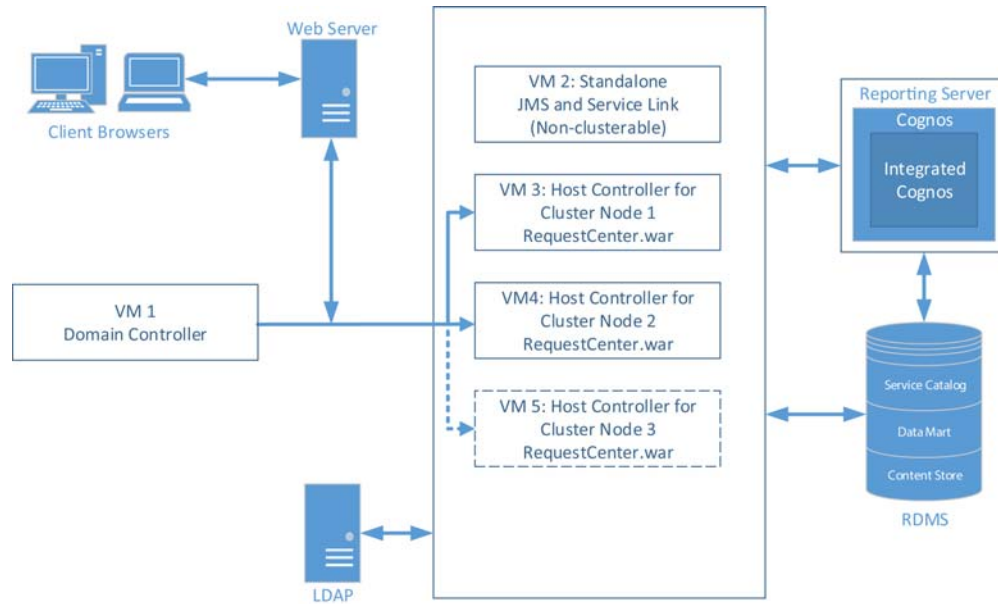 Web Server
Client Browsers
VM 1
Domain Controller
LDAP
VM 2: Standalone
JMS and Service Link
(Non-clusterable)
VM 3: Host Controller for
Cluster Node 1
RequestCenter.war
VM4: Host Controller for
Cluster Node 2
RequestCenter.war
VM 5: Host Controller for
Cluster Node 3
RequestCenter.war
Reporting Server
Cognos
Integrated
Cognos
Service Catalog
Data Mart
Content Store
RDMS